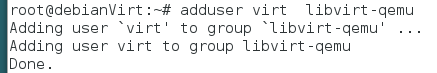 root@debianVirt:~# adduser virt  libvirt-qemu
Adding user `virt' to group `libvirt-qemu' ...
Adding user virt to group libvirt-qemu
Done.